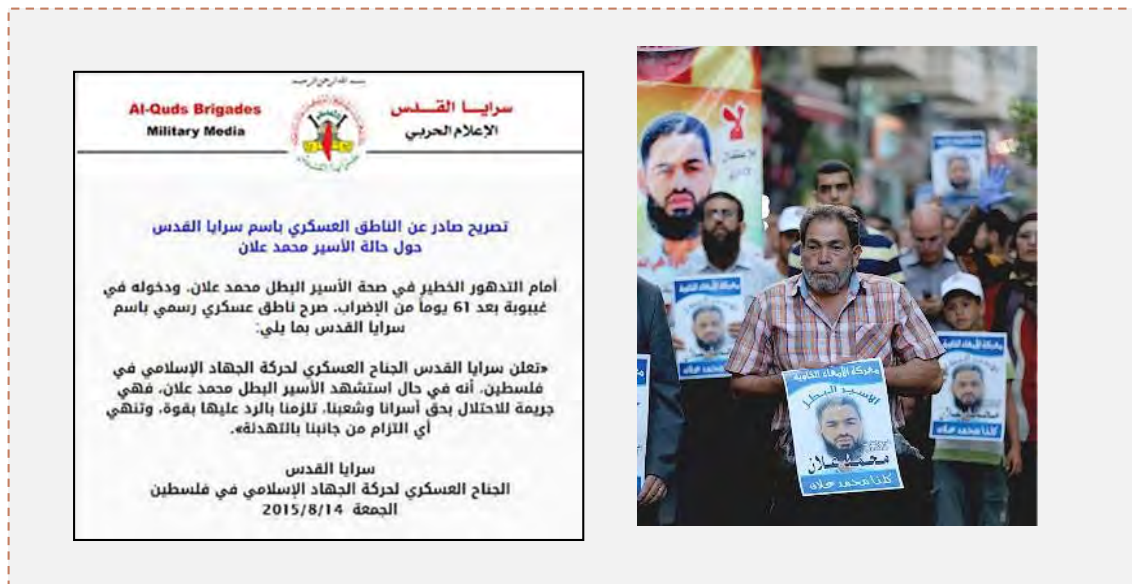 بسم الله الرحمن الرحيم
Al-Quds Brigades
Military Media
سرايا القدس
الإعلام الحربي
تصريح صادر عن الناطق العسكري باسم سرايا القدس
حول حالة الأسير محمد علان
أمام التدهور الخطير في صحة الأسير البطل محمد علان، ودخوله في
غيبوبة بعد 61 يوماً من الإضراب، صرح ناطق عسكري رسمي باسم
سرايا القدس بما يلي:
«تعلن سرايا القدس الجناح العسكري لحركة الجهاد الإسلامي في
فلسطين، أنه في حال استشهد الأسير البطل محمد علان، فهي
جريمة للاحتلال بحق أسرانا وشعبنا، تلزمنا بالرد عليها بقوة، وتنهي
أي التزام من جانبنا بالتهدئة».
سرايا القدس
الجناح العسكري لحركة الجهاد الإسلامي في فلسطين
الجمعة 2015/8/14
لا
معركة الأمعاء الخاوية
الأسير البطل
محمد علان
كلنا محمد علان